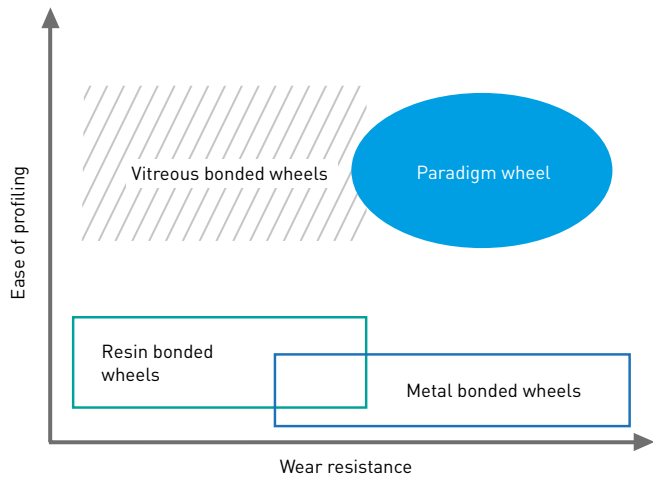 Ease of profiling
Vitreous bonded wheels
Paradigm wheel
Resin bonded
wheels
Metal bonded wheels
Wear resistance